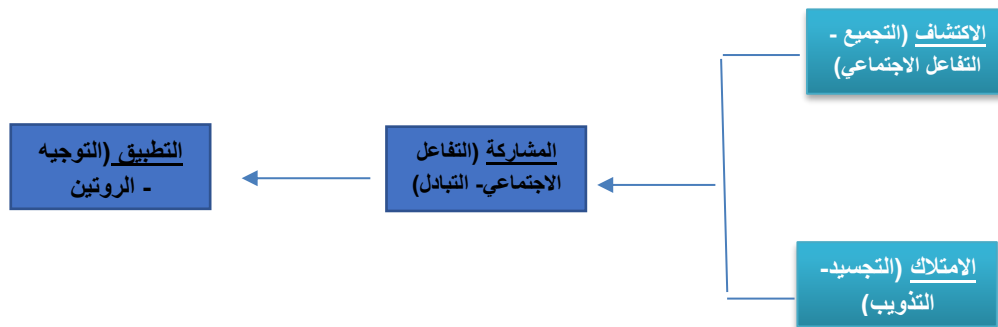 الاكتشاف (التجميع -
التفاعل الاجتماعي)
المشاركة (التفاعل
الاجتماعي- التبادل)
التطبيق (التوجيه
- الروتين
الامتلاك (التجسيد-
التذويب)